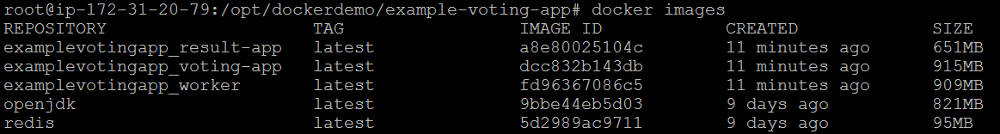 root@ip-172-31-20-79:/opt/dockerdemo/example-voting-app# docker images
REPOSITORY TAG IMAGE ID CREATED SIZE
examplevotingapp_result-app latest a8e80025104c 11 minutes ago 651MB
examplevotingapp_voting-app latest dcc832b143db 11 minutes ago 915MB
examplevotingapp_worker latest fd96367086c5 11 minutes ago 909MB
openjdk latest 9bbe44eb5d03 9 days ago 821MB
redis latest 5d2989ac9711 9 days ago 95MB